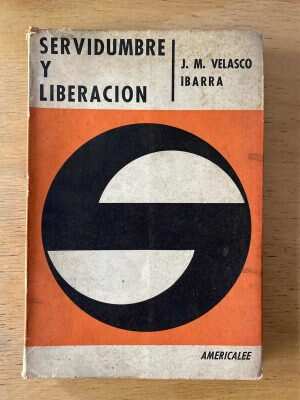 SERVIDUMBRE
Y
LIBERACION
J. M. VELASCO
IBARRA
AMERICALEE